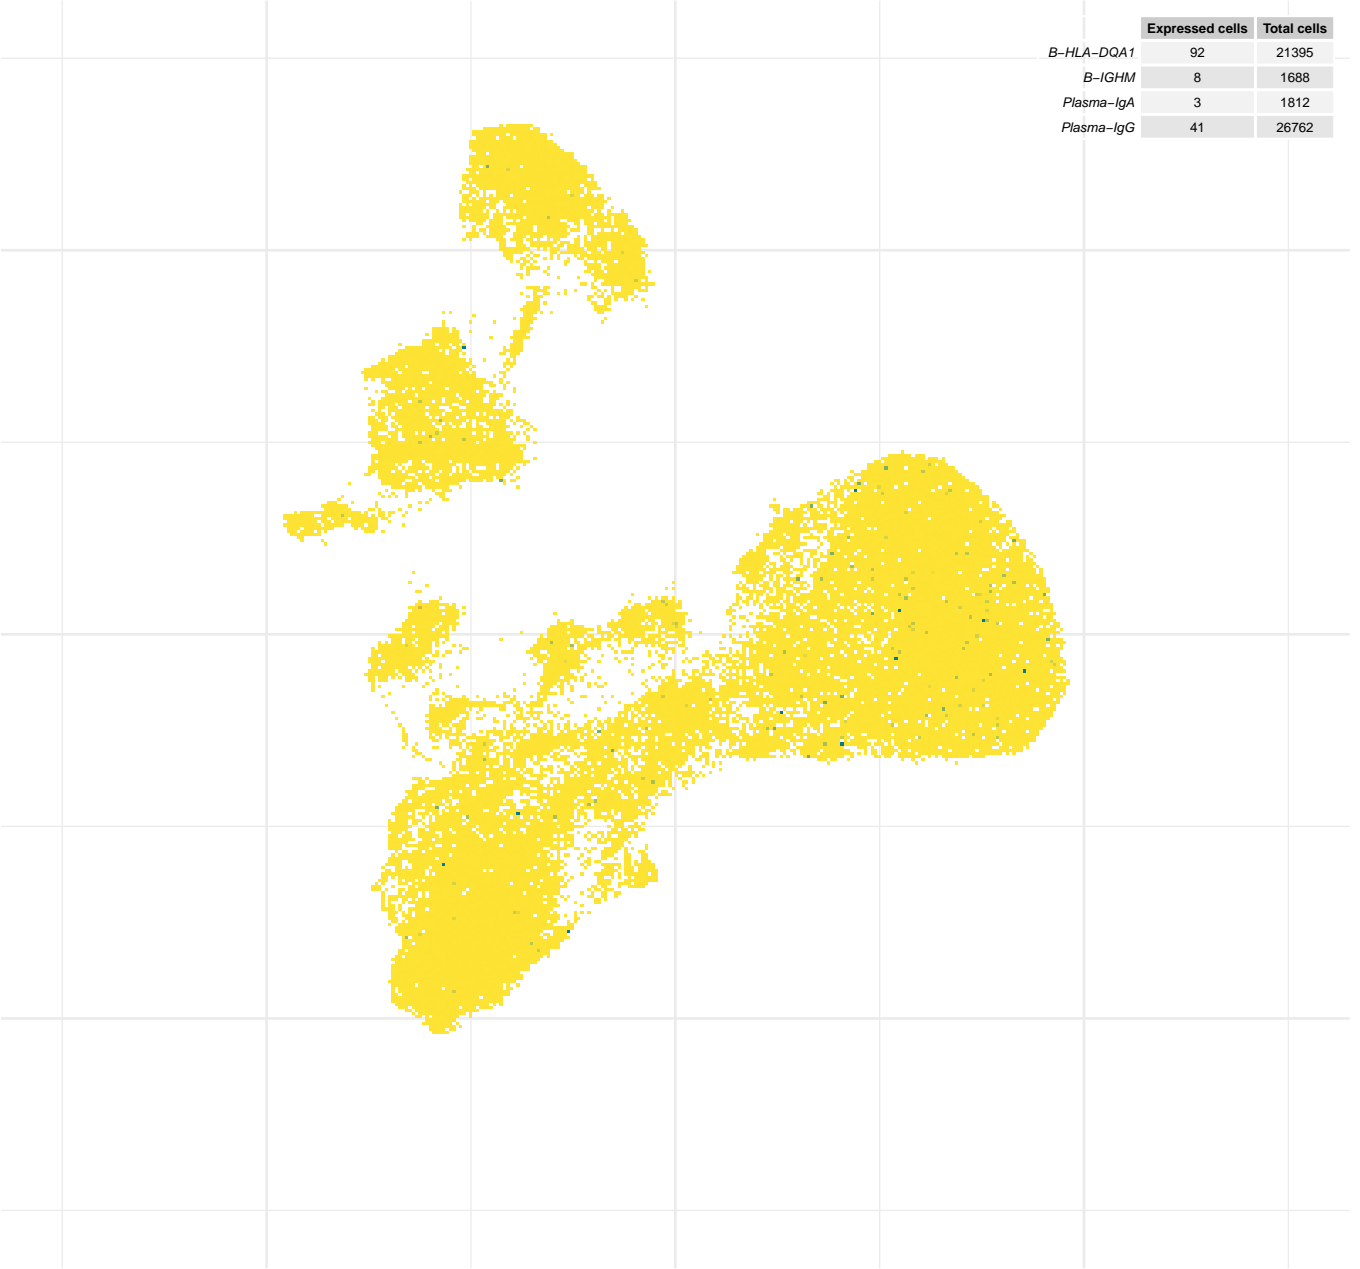 Expressed cells Total cells
B−HLA−DQA1 92 21395
B−IGHM 8 1688
Plasma−IgA 3 1812
Plasma−IgG 41 26762